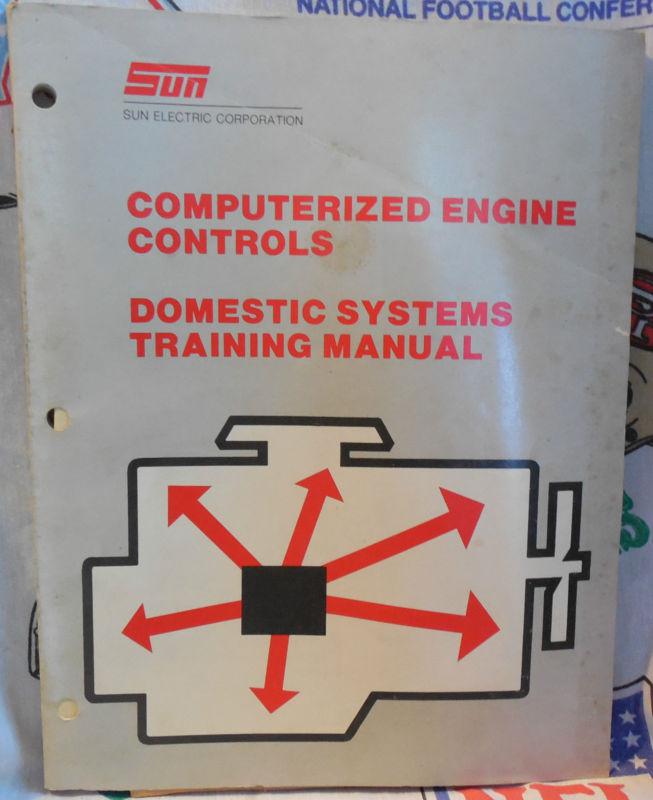 NATIONAL FOOTBALL CONFER
Sun
SUN ELECTRIC CORPORATION
COMPUTERIZED ENGINE
CONTROLS
DOMESTIC SYSTEMS
TRAINING MANUAL